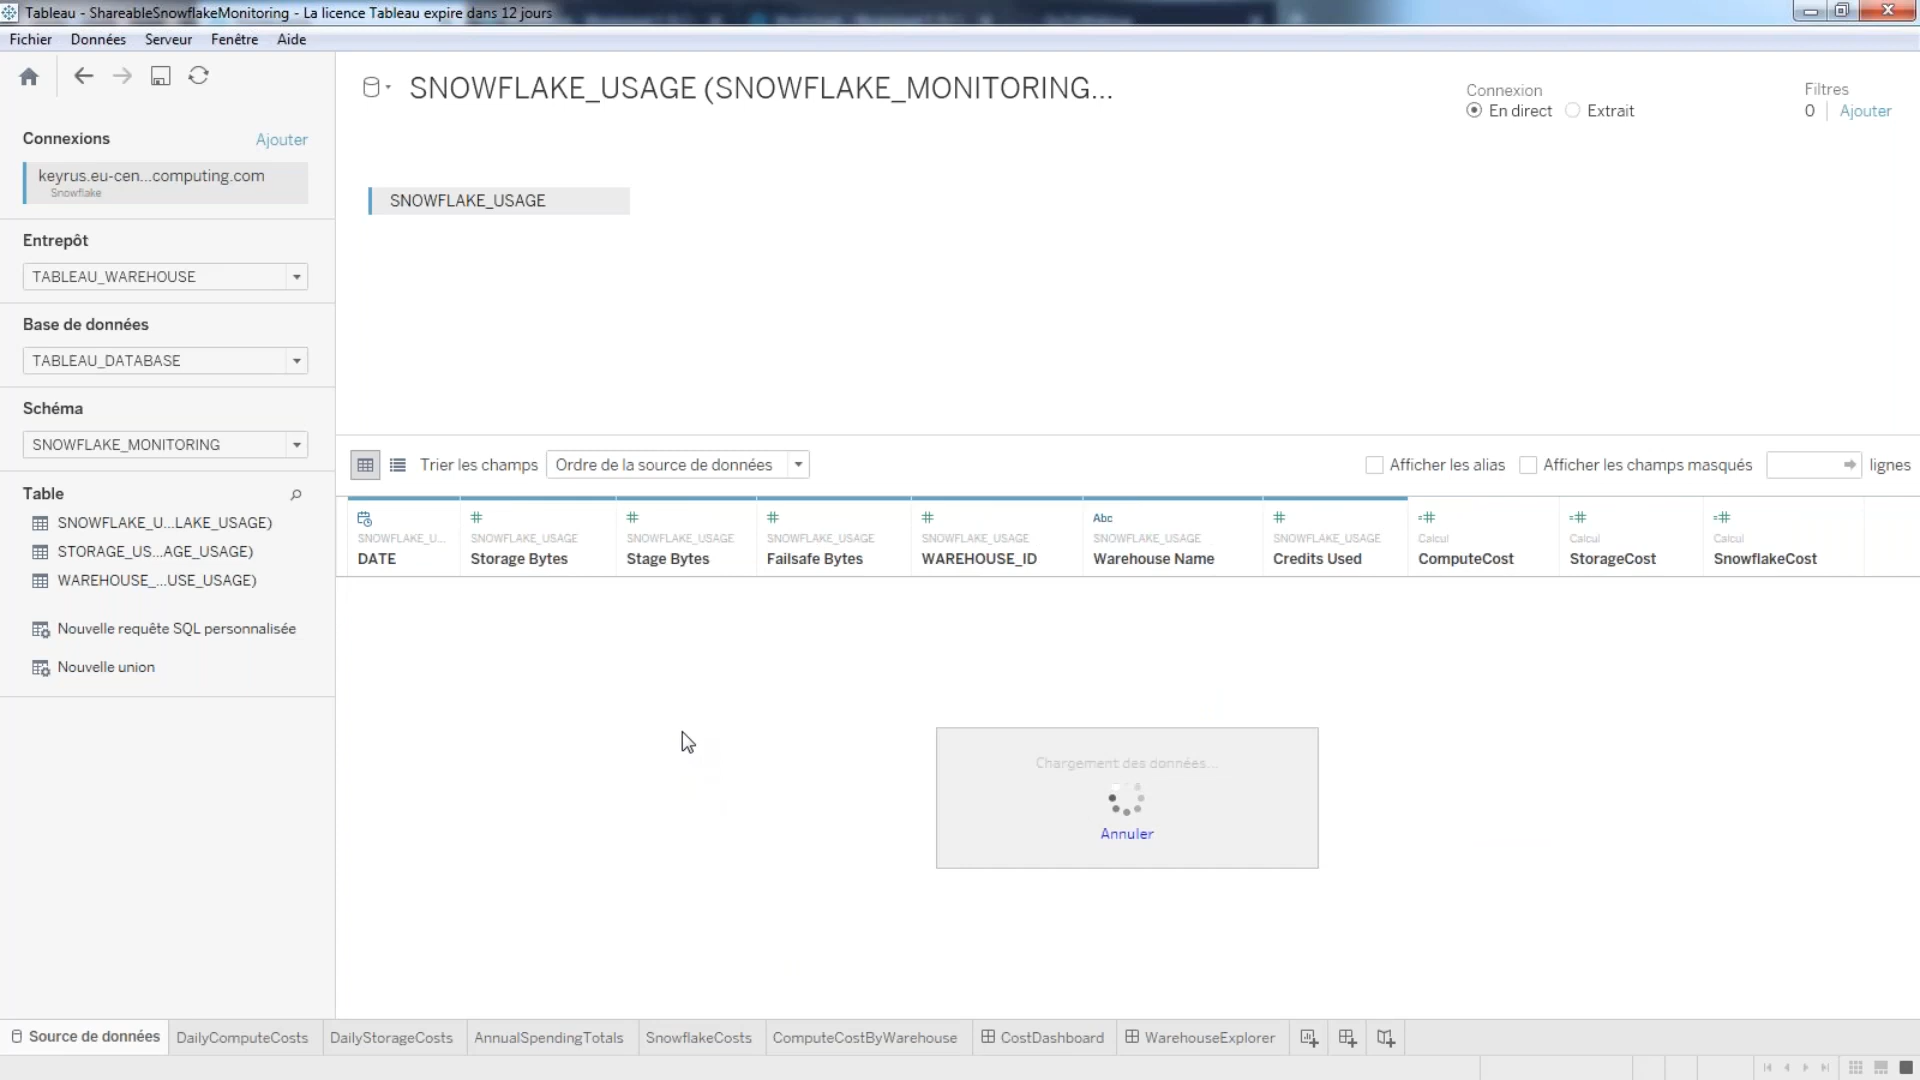 Tableau - ShareableSnowflakeMonitoring - La licence Tableau expire dans 12 jours
Fichier Données Serveur Fenêtre Aide
SNOWFLAKE_USAGE (SNOWFLAKE_MONITORING...
Connexion
En direct Extrait
Filtres
0 Ajouter
Connexions Ajouter
keyrus.eu-cen...computing.com
Snowflake
SNOWFLAKE_USAGE
Entrepôt
TABLEAU_WAREHOUSE
Base de données
TABLEAU_DATABASE
Schéma
SNOWFLAKE_MONITORING
Table
SNOWFLAKE_U...LAKE_USAGE)
STORAGE_US...AGE_USAGE)
WAREHOUSE_...USE_USAGE)
Nouvelle requête SQL personnalisée
Nouvelle union
Trier les champs Ordre de la source de données Afficher les alias Afficher les champs masqués lignes
# # # # Abc # =# =# =#
SNOWFLAKE_U... SNOWFLAKE_USAGE SNOWFLAKE_USAGE SNOWFLAKE_USAGE SNOWFLAKE_USAGE SNOWFLAKE_USAGE SNOWFLAKE_USAGE Calcul Calcul Calcul
DATE Storage Bytes Stage Bytes Failsafe Bytes WAREHOUSE_ID Warehouse Name Credits Used ComputeCost StorageCost SnowflakeCost
Chargement des données...
Annuler
Source de données DailyComputeCosts DailyStorageCosts AnnualSpendingTotals SnowflakeCosts ComputeCostByWarehouse CostDashboard WarehouseExplorer